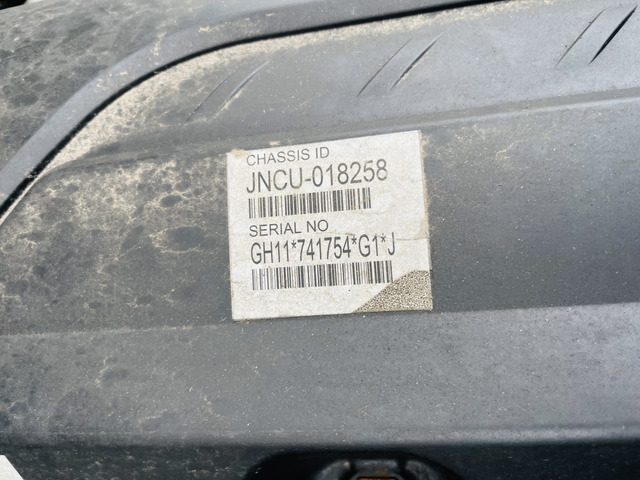 CHASSIS ID
JNCU-018258
SERIAL NO
GH11*741754*G1*J